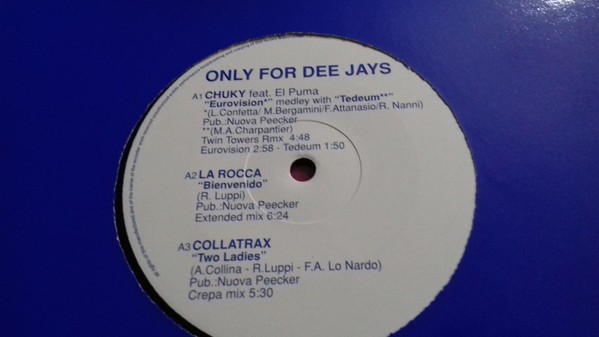 ONLY FOR DEE JAYS
A1 CHUKY feat. El Puma
"Eurovision*" medley with "Tedeum**"
*(L.Confetta/ M.Bergamini/F.Attanasio/R. Nanni)
Pub.:Nuova Peecker
**(M.A.Charpantier)
Twin Towers Rmx 4:48
Eurovision 2:58 - Tedeum 1:50
A2 LA ROCCA
"Bienvenido"
(R. Luppi)
Pub.:Nuova Peecker
Extended mix 6:24
A3 COLLATRAX
"Two Ladies"
(A.Collina - R.Luppi - F.A. Lo Nardo)
Pub.:Nuova Peecker
Crepa mix 5:30